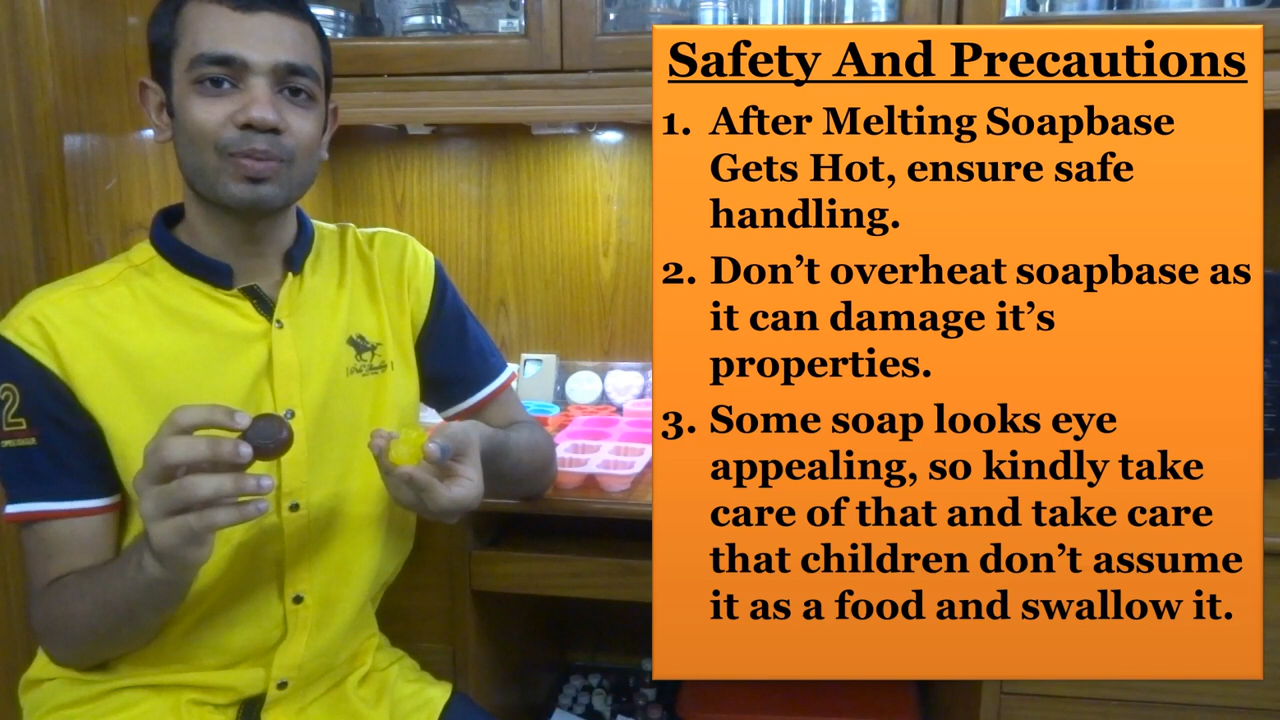 Safety And Precautions
1. After Melting Soapbase
Gets Hot, ensure safe
handling.
2. Don't overheat soapbase as
it can damage it's
properties.
3. Some soap looks eye
appealing, so kindly take
care of that and take care
that children don't assume
it as a food and swallow it.
2